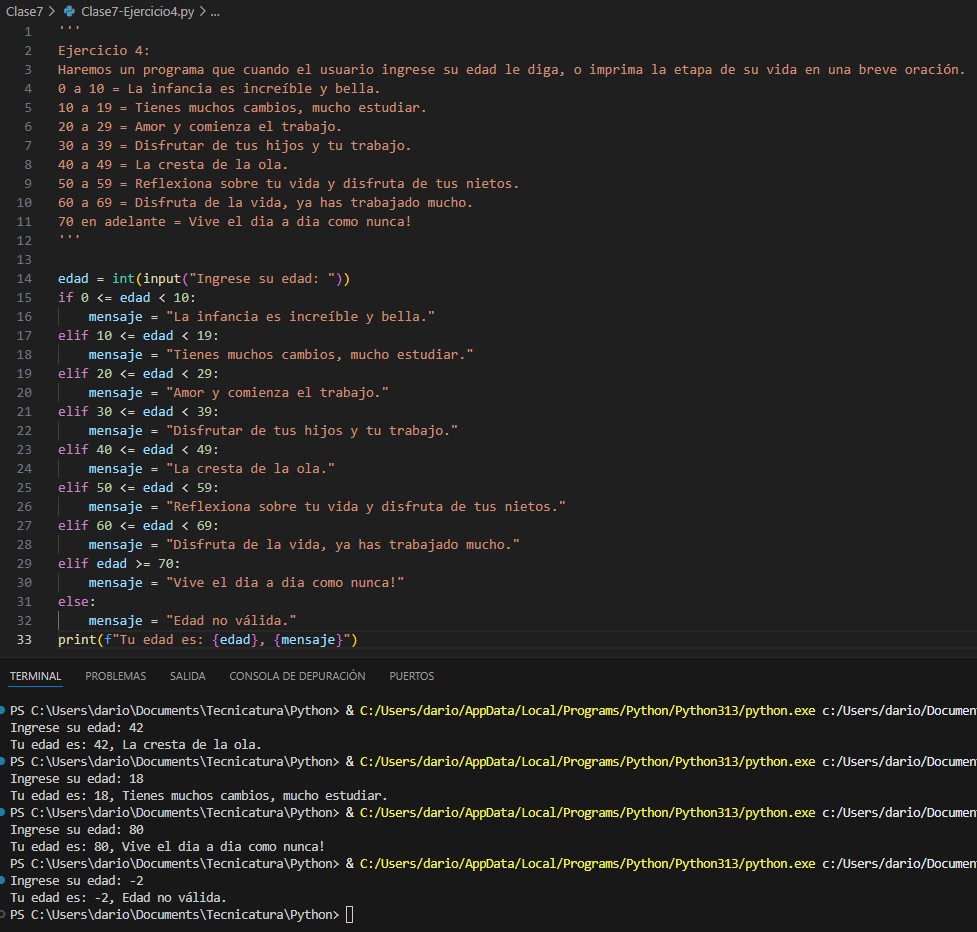 Clase7 > Clase7-Ejercicio4.py > ...
1 '''
2 Ejercicio 4:
3 Haremos un programa que cuando el usuario ingrese su edad le diga, o imprima la etapa de su vida en una breve oración.
4 0 a 10 = La infancia es increíble y bella.
5 10 a 19 = Tienes muchos cambios, mucho estudiar.
6 20 a 29 = Amor y comienza el trabajo.
7 30 a 39 = Disfrutar de tus hijos y tu trabajo.
8 40 a 49 = La cresta de la ola.
9 50 a 59 = Reflexiona sobre tu vida y disfruta de tus nietos.
10 60 a 69 = Disfruta de la vida, ya has trabajado mucho.
11 70 en adelante = Vive el dia a dia como nunca!
12 '''
13
14 edad = int(input("Ingrese su edad: "))
15 if 0 <= edad < 10:
16     mensaje = "La infancia es increíble y bella."
17 elif 10 <= edad < 19:
18     mensaje = "Tienes muchos cambios, mucho estudiar."
19 elif 20 <= edad < 29:
20     mensaje = "Amor y comienza el trabajo."
21 elif 30 <= edad < 39:
22     mensaje = "Disfrutar de tus hijos y tu trabajo."
23 elif 40 <= edad < 49:
24     mensaje = "La cresta de la ola."
25 elif 50 <= edad < 59:
26     mensaje = "Reflexiona sobre tu vida y disfruta de tus nietos."
27 elif 60 <= edad < 69:
28     mensaje = "Disfruta de la vida, ya has trabajado mucho."
29 elif edad >= 70:
30     mensaje = "Vive el dia a dia como nunca!"
31 else:
32     mensaje = "Edad no válida."
33 print(f"Tu edad es: {edad}, {mensaje}")
TERMINAL PROBLEMAS SALIDA CONSOLA DE DEPURACIÓN PUERTOS
PS C:\Users\dario\Documents\Tecnicatura\Python> & C:/Users/dario/AppData/Local/Programs/Python/Python313/python.exe c:/Users/dario/Documen
Ingrese su edad: 42
Tu edad es: 42, La cresta de la ola.
PS C:\Users\dario\Documents\Tecnicatura\Python> & C:/Users/dario/AppData/Local/Programs/Python/Python313/python.exe c:/Users/dario/Documen
Ingrese su edad: 18
Tu edad es: 18, Tienes muchos cambios, mucho estudiar.
PS C:\Users\dario\Documents\Tecnicatura\Python> & C:/Users/dario/AppData/Local/Programs/Python/Python313/python.exe c:/Users/dario/Documen
Ingrese su edad: 80
Tu edad es: 80, Vive el dia a dia como nunca!
PS C:\Users\dario\Documents\Tecnicatura\Python> & C:/Users/dario/AppData/Local/Programs/Python/Python313/python.exe c:/Users/dario/Documen
Ingrese su edad: -2
Tu edad es: -2, Edad no válida.
PS C:\Users\dario\Documents\Tecnicatura\Python>